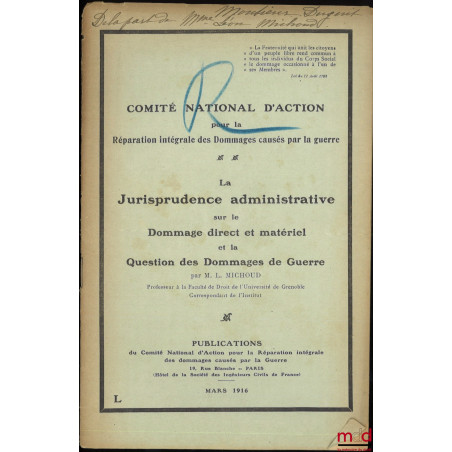 De la part de Mme
Léon Michoud
« La Fraternité qui unit les citoyens
d'un peuple libre rend commun à
tous les individus du Corps Social
le dommage occasionné à l'un de
ses Membres »
COMITÉ NATIONAL D'ACTION
pour la
Réparation intégrale des Dommages causés par la guerre
La
Jurisprudence administrative
sur le
Dommage direct et matériel
et la
Question des Dommages de Guerre
par M. L. MICHOUD
Professeur à la Faculté de Droit de l'Université de Grenoble
Correspondant de l'Institut
PUBLICATIONS
du Comité National d'Action pour la Réparation intégrale
des dommages causés par la Guerre
19, Rue Blanche — PARIS
(Hôtel de la Société des Ingénieurs Civils de France)
MARS 1916
L